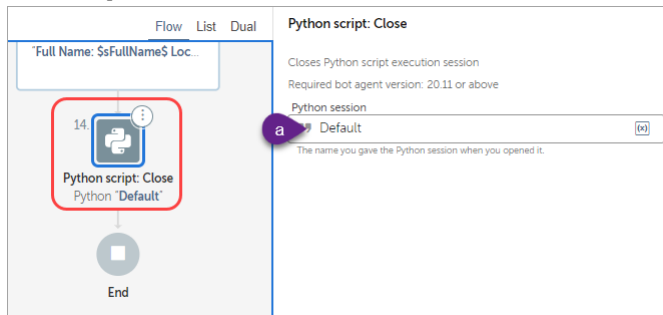 Flow List Dual
"Full Name: $sFullName$ Loc...
14.
Python script: Close
Python "Default"
End
Python script: Close
Closes Python script execution session
Required bot agent version: 20.11 or above
Python session
a
Default
(x)
The name you gave the Python session when you opened it.